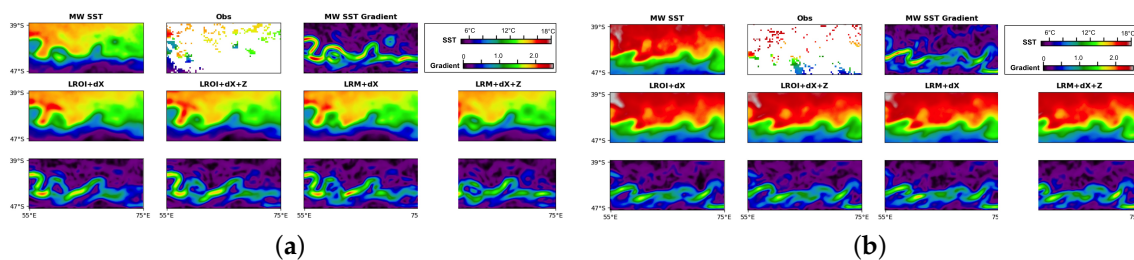 MW SST Obs MW SST Gradient
39°S
47°S
6°C 12°C 18°C
SST
0 1.0 2.0
Gradient
LROI+dX LROI+dX+Z LRM+dX LRM+dX+Z
39°S
47°S
39°S
47°S
55°E 75°E 55°E 75°E 55°E 75 75°E
(a)
MW SST Obs MW SST Gradient
39°S
47°S
6°C 12°C 18°C
SST
0 1.0 2.0
Gradient
LROI+dX LROI+dX+Z LRM+dX LRM+dX+Z
39°S
47°S
39°S
47°S
55°E 75°E 55°E 75°E 55°E 75 75°E
(b)